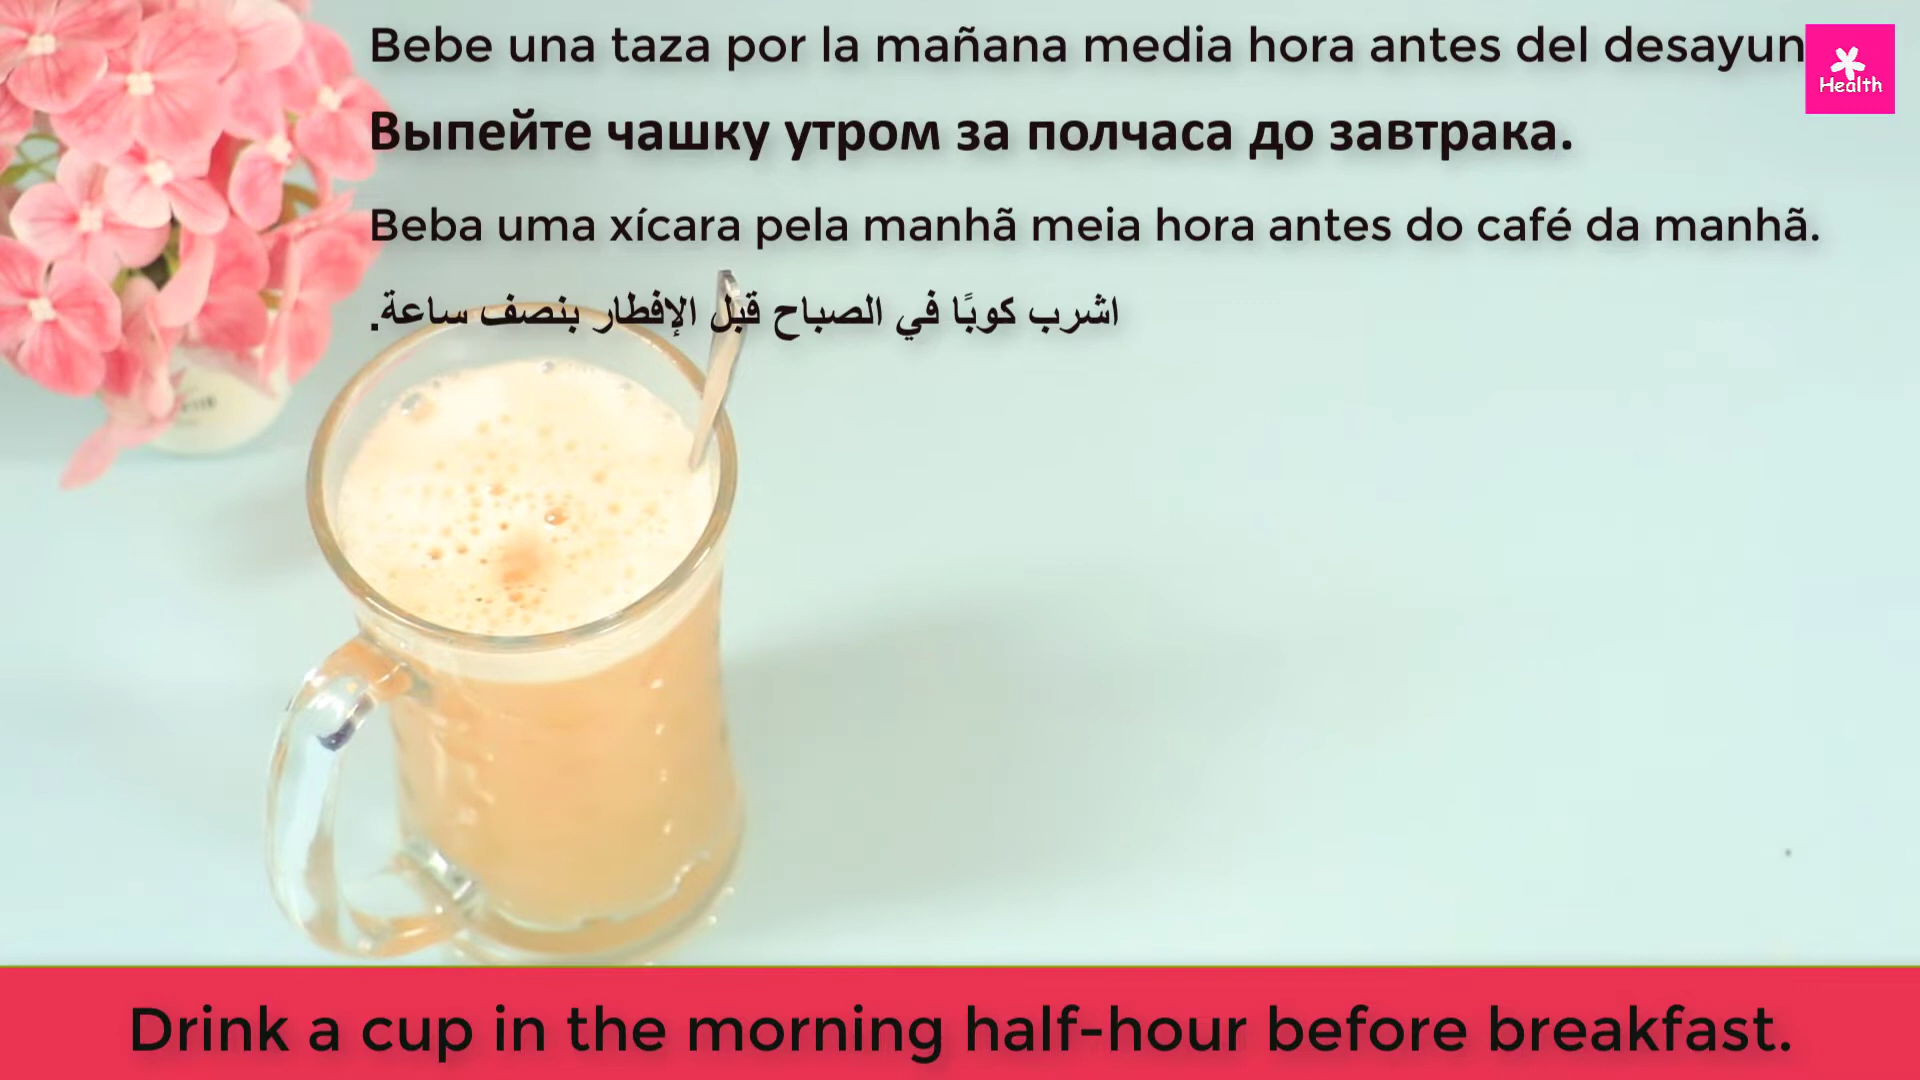 Bebe una taza por la mañana media hora antes del desayun
Health
Выпейте чашку утром за полчаса до завтрака.
Beba uma xícara pela manhã meia hora antes do café da manhã.
اشرب كوبًا في الصباح قبل الإفطار بنصف ساعة.
Drink a cup in the morning half-hour before breakfast.